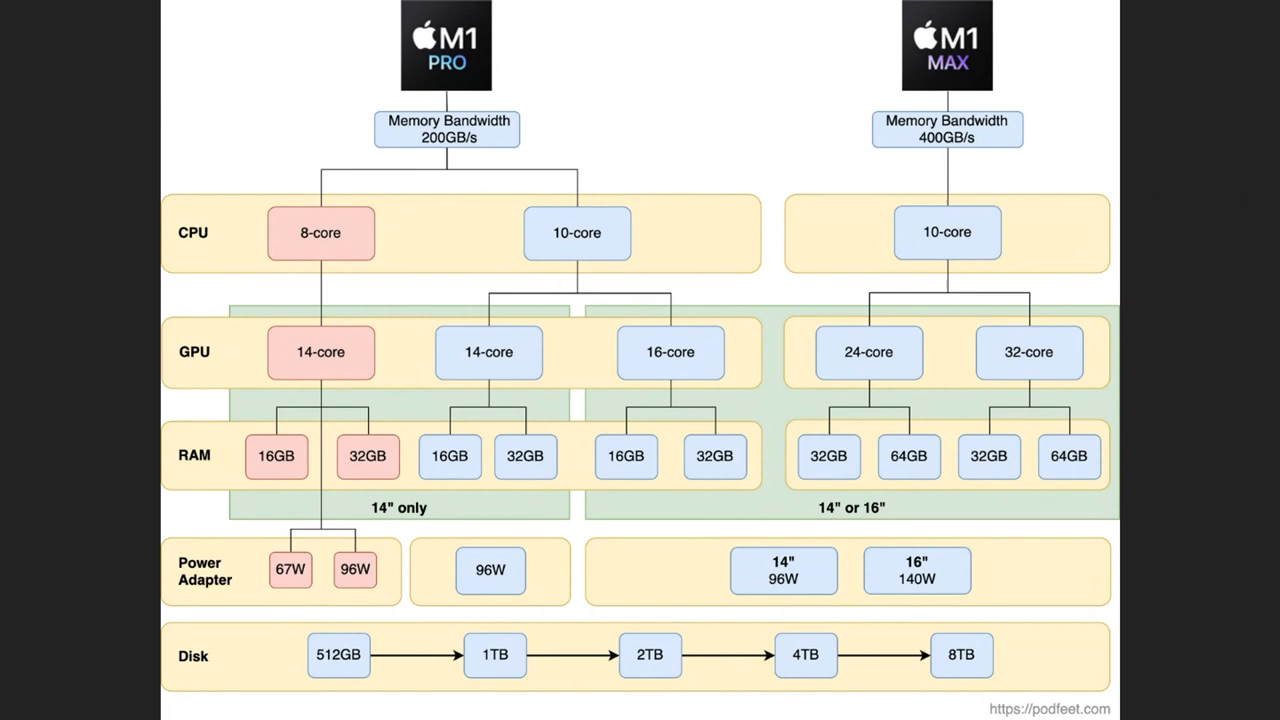 M1
PRO
M1
MAX
Memory Bandwidth
200GB/s
Memory Bandwidth
400GB/s
CPU
8-core
10-core
10-core
GPU
14-core
14-core
16-core
24-core
32-core
RAM
16GB
32GB
16GB
32GB
16GB
32GB
32GB
64GB
32GB
64GB
14" only
14" or 16"
Power
Adapter
67W
96W
96W
14"
96W
16"
140W
Disk
512GB
1TB
2TB
4TB
8TB
https://podfeet.com